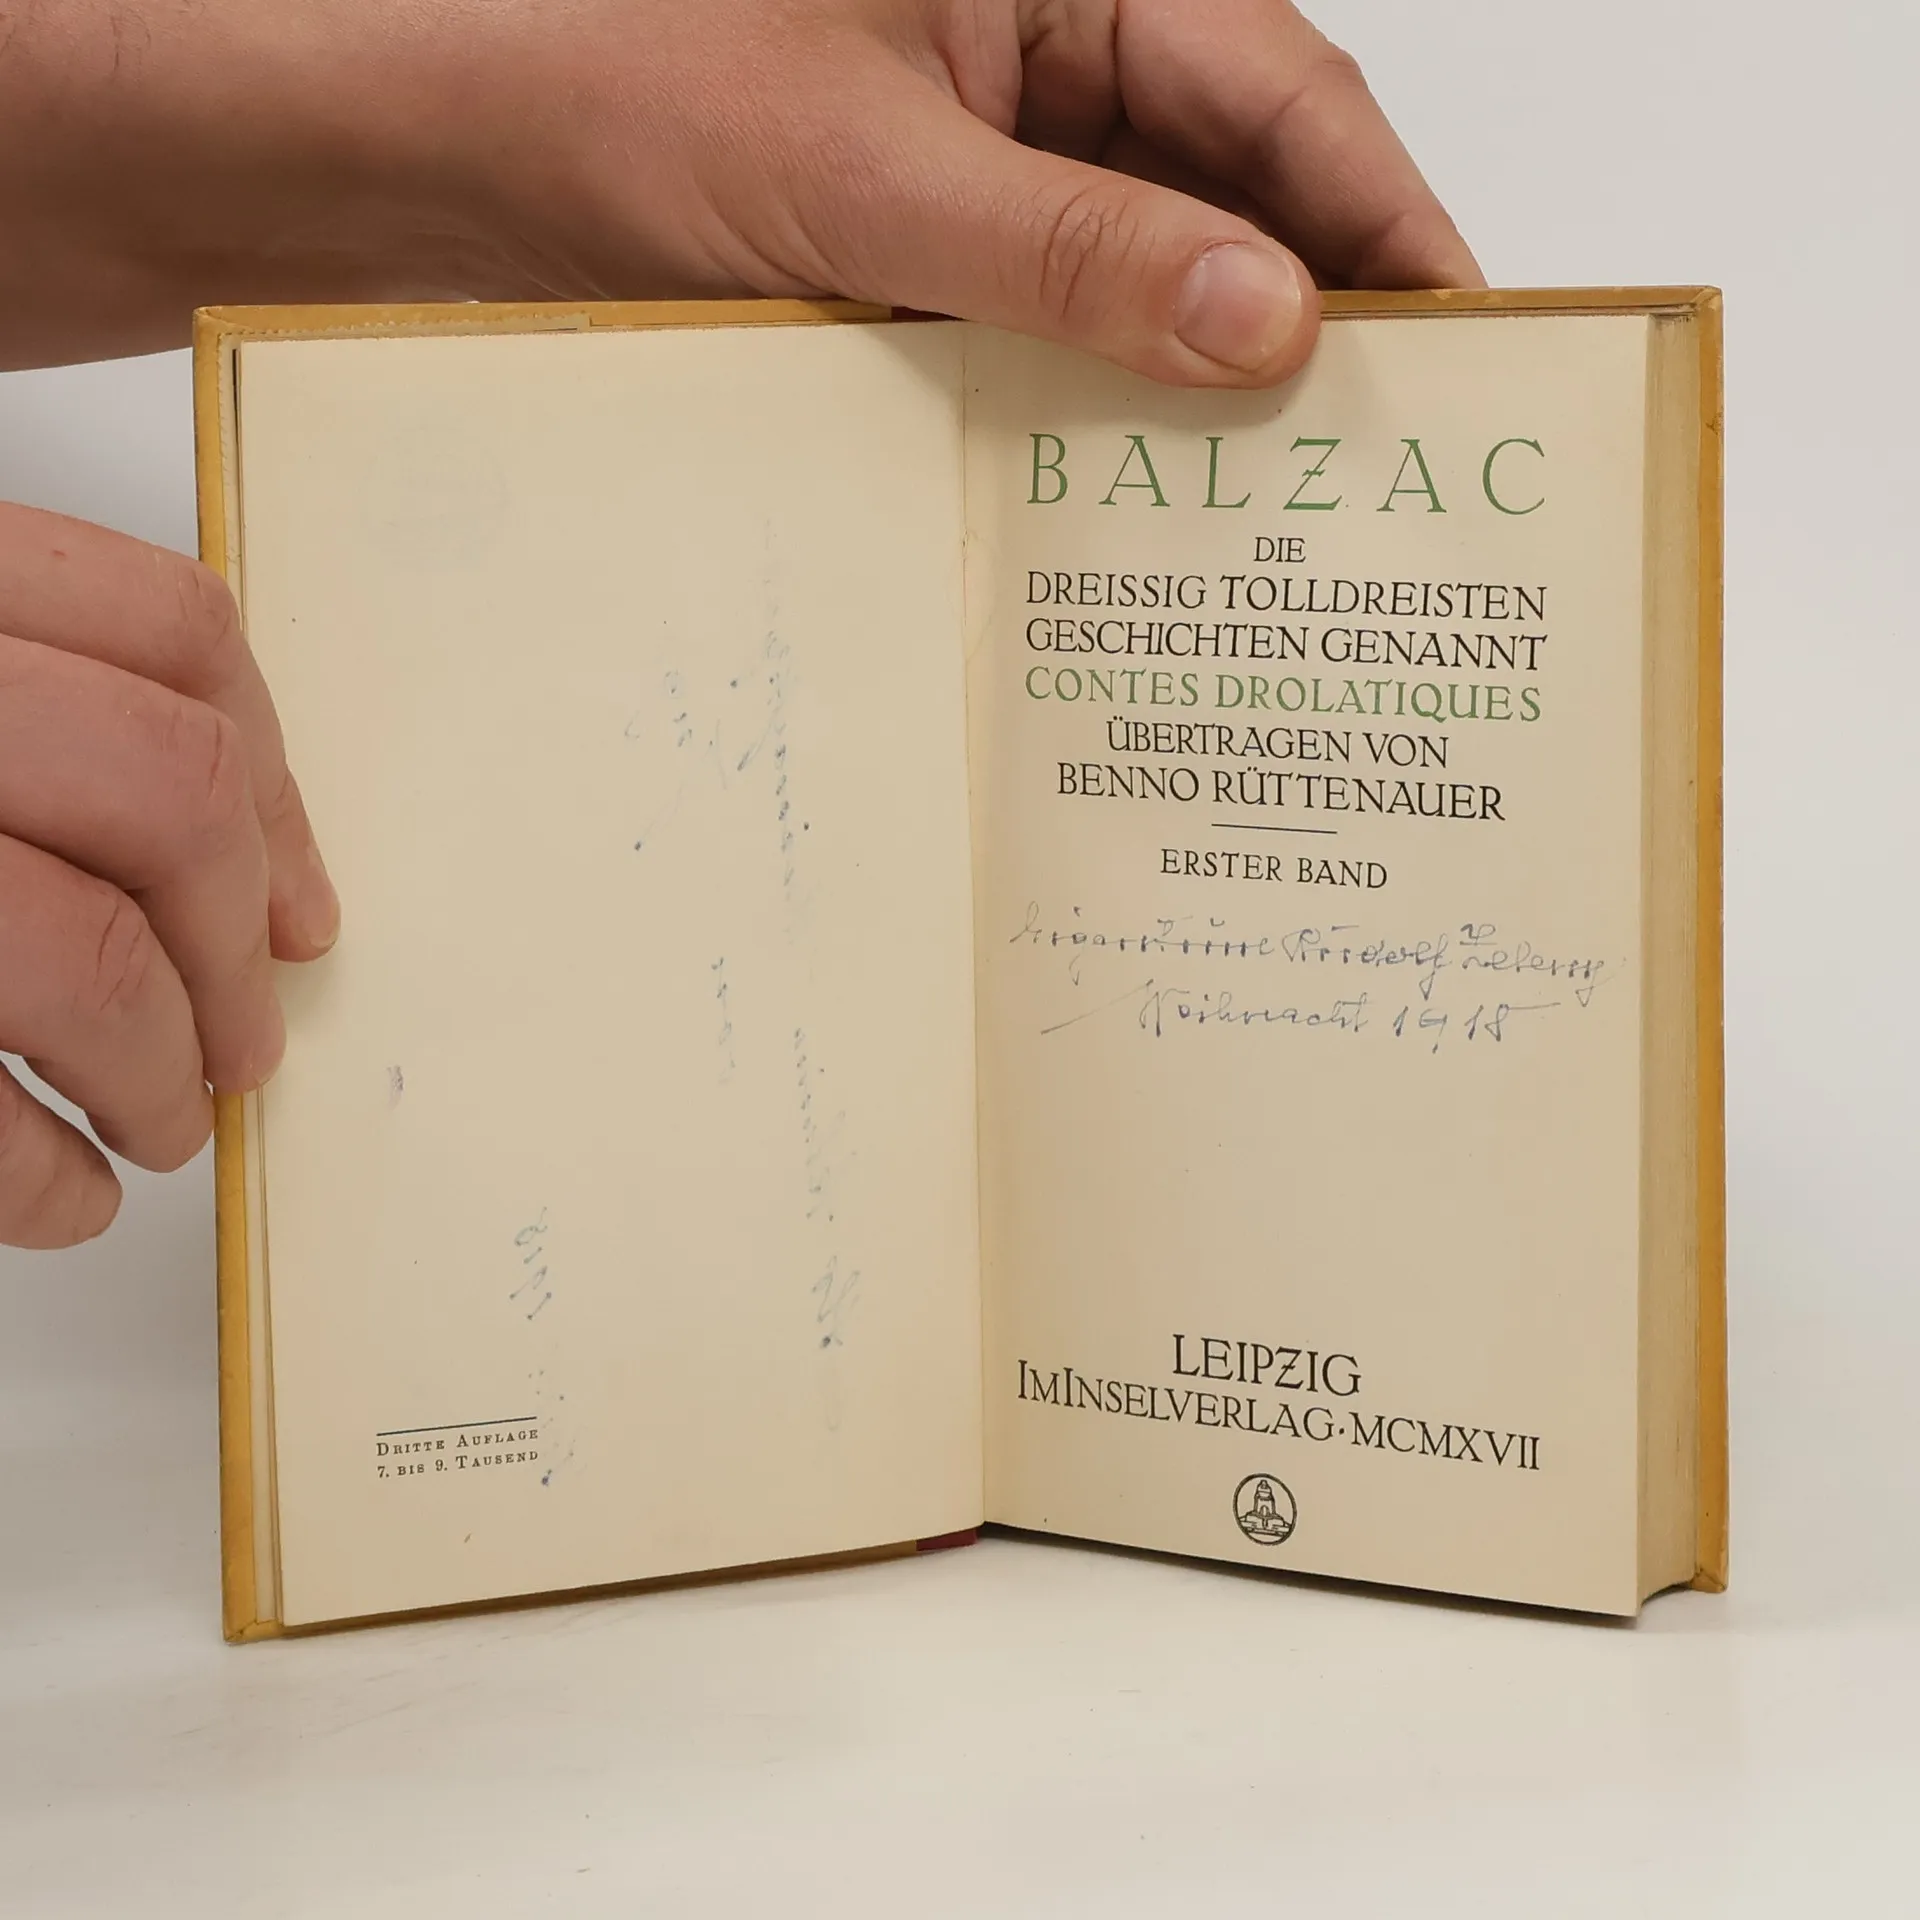 DRITTE AUFLAGE
7. BIS 9. TAUSEND
BALZAC
DIE
DREISSIG TOLLDREISTEN
GESCHICHTEN GENANNT
CONTES DROLATIQUES
ÜBERTRAGEN VON
BENNO RÜTTENAUER
ERSTER BAND
Rudolf
Weihnacht 1918
LEIPZIG
IM INSELVERLAG·MCMXVII